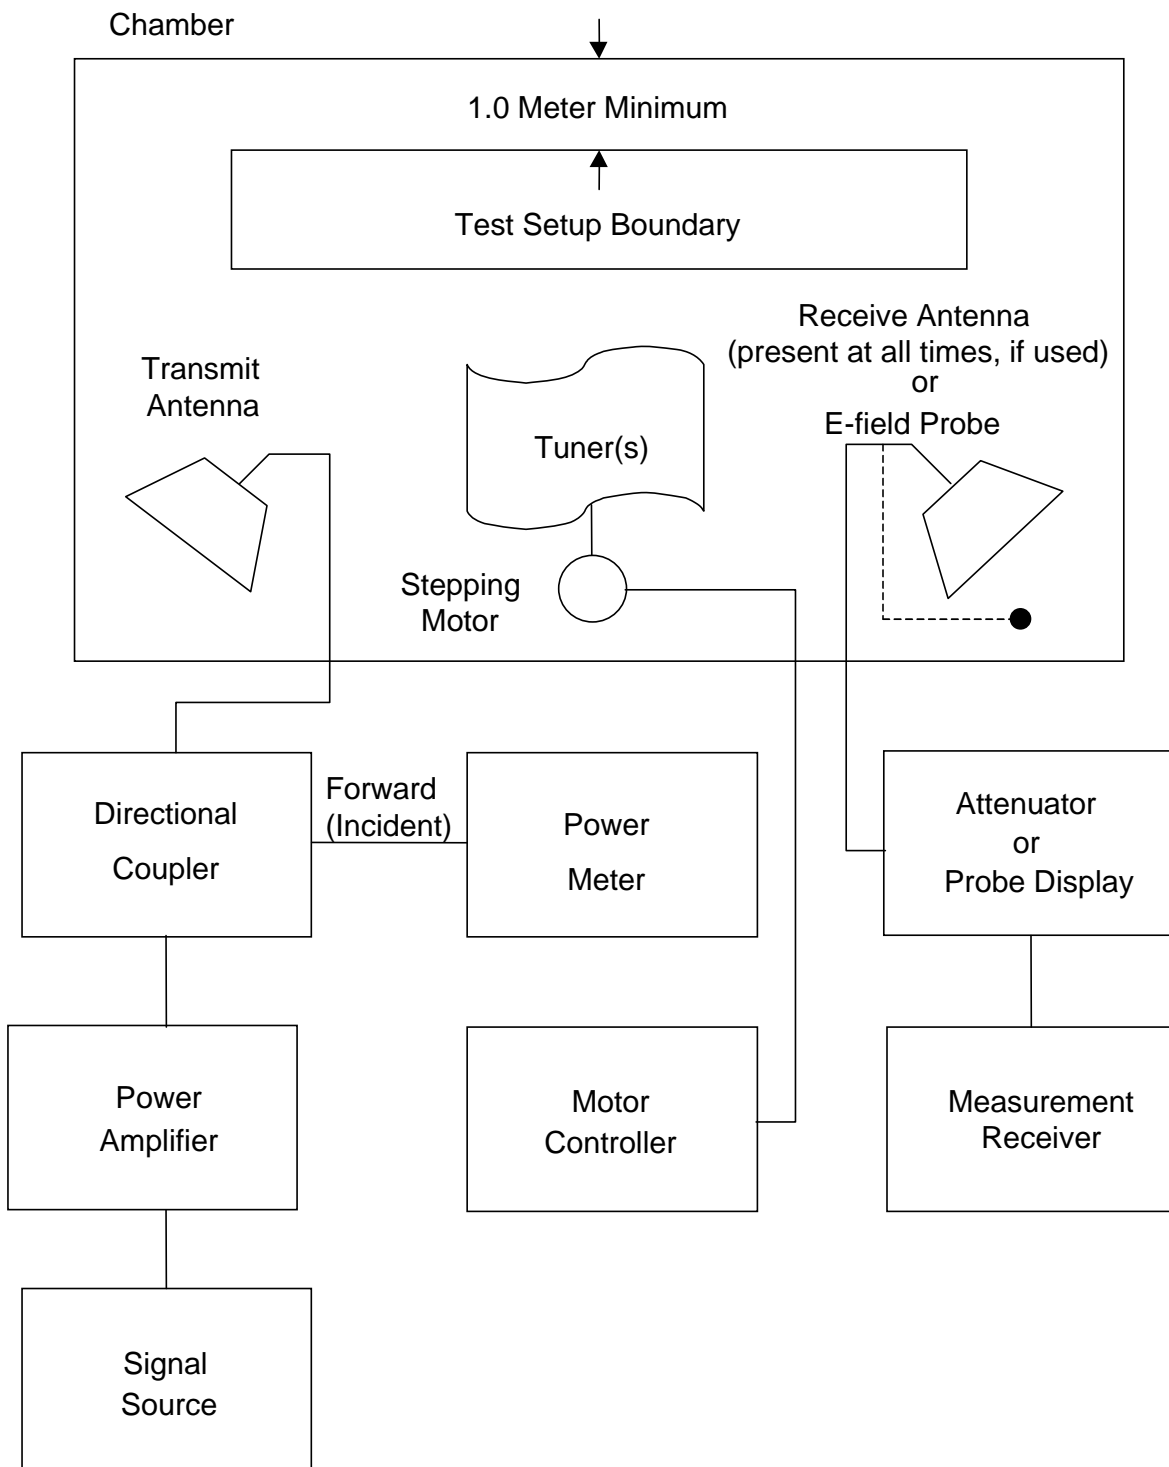 Chamber
1.0 Meter Minimum
Test Setup Boundary
Receive Antenna
(present at all times, if used)
or
E-field Probe
Transmit
Antenna
Tuner(s)
Stepping
Motor
Directional
Coupler
Forward
(Incident)
Power
Meter
Attenuator
or
Probe Display
Power
Amplifier
Motor
Controller
Measurement
Receiver
Signal
Source